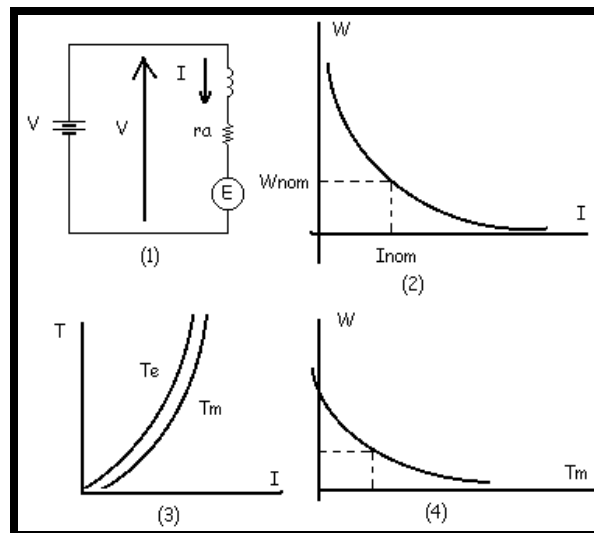 I
V
V
ra
E
(1)
W
Wnom
I
Inom
(2)
T
Te
Tm
I
(3)
W
Tm
(4)